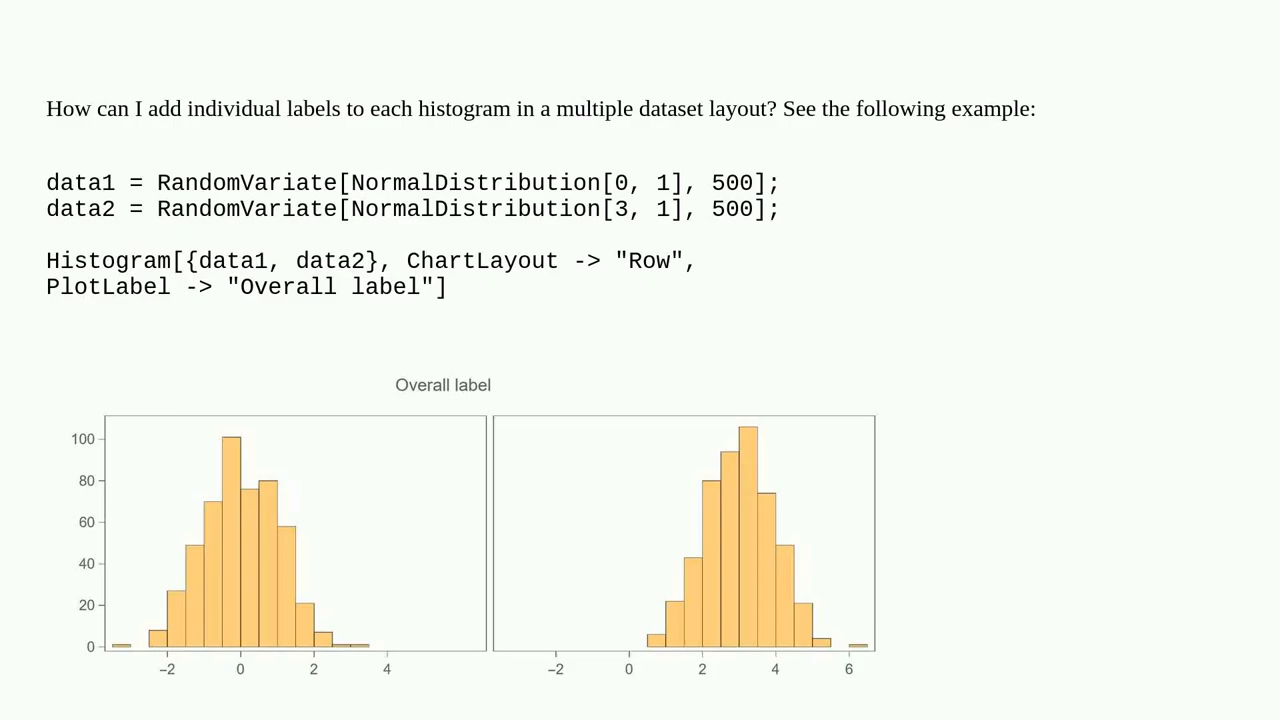 How can I add individual labels to each histogram in a multiple dataset layout? See the following example:
data1 = RandomVariate[NormalDistribution[0, 1], 500];
data2 = RandomVariate[NormalDistribution[3, 1], 500];
Histogram[{data1, data2}, ChartLayout -> "Row",
PlotLabel -> "Overall label"]
Overall label
100
80
60
40
20
0
−2 0 2 4 −2 0 2 4 6